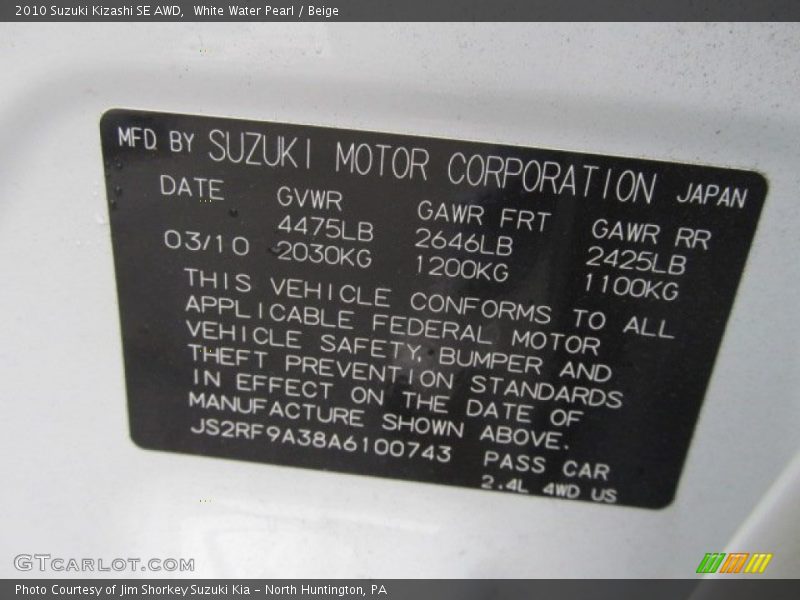 2010 Suzuki Kizashi SE AWD,  White Water Pearl / Beige
MFD BY SUZUKI MOTOR CORPORATION JAPAN
DATE GVWR GAWR FRT GAWR RR
4475LB 2646LB 2425LB
03/10 2030KG 1200KG 1100KG
THIS VEHICLE CONFORMS TO ALL
APPLICABLE FEDERAL MOTOR
VEHICLE SAFETY, BUMPER AND
THEFT PREVENTION STANDARDS
IN EFFECT ON THE DATE OF
MANUFACTURE SHOWN ABOVE.
JS2RF9A38A6100743 PASS CAR
2.4L 4WD US
GTCARLOT.COM
Photo Courtesy of Jim Shorkey Suzuki Kia - North Huntington, PA